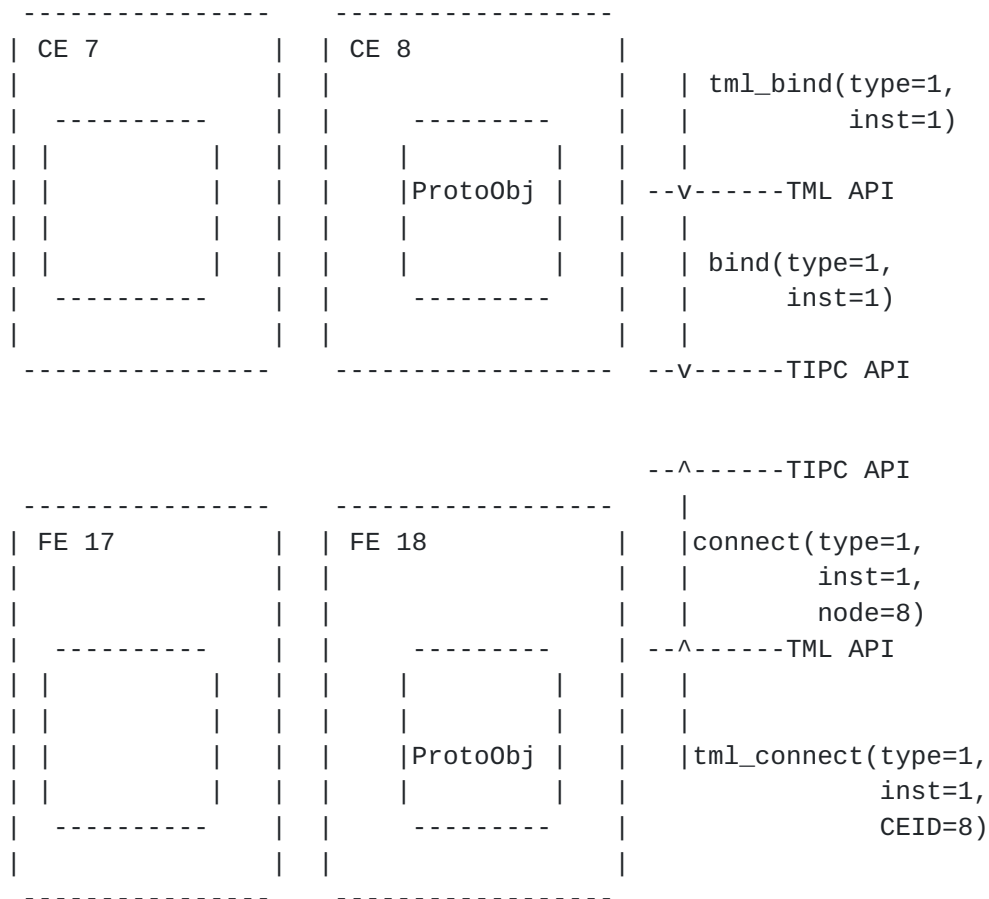 CE 7 CE 8
tml_bind(type=1,
inst=1)
ProtoObj TML API
bind(type=1,
inst=1)
TIPC API
TIPC API
FE 17 FE 18 connect(type=1,
inst=1,
node=8)
TML API
ProtoObj tml_connect(type=1,
inst=1,
CEID=8)